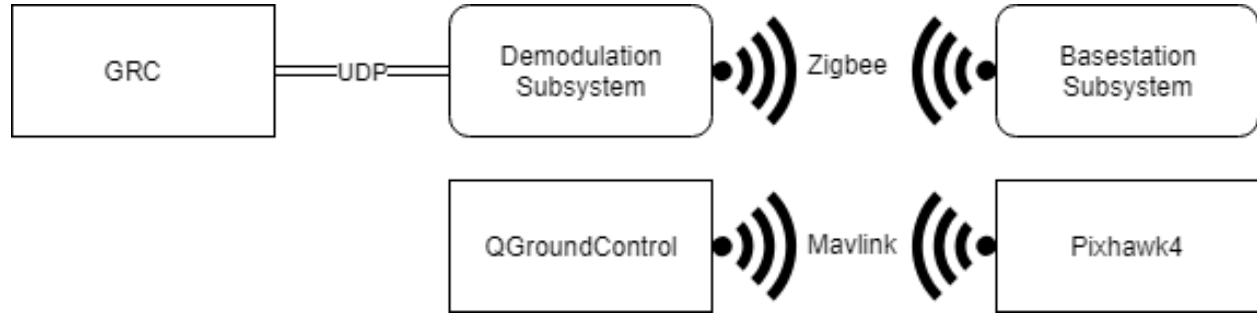 GRC
UDP
Demodulation
Subsystem
Zigbee
Basestation
Subsystem
QGroundControl
Mavlink
Pixhawk4